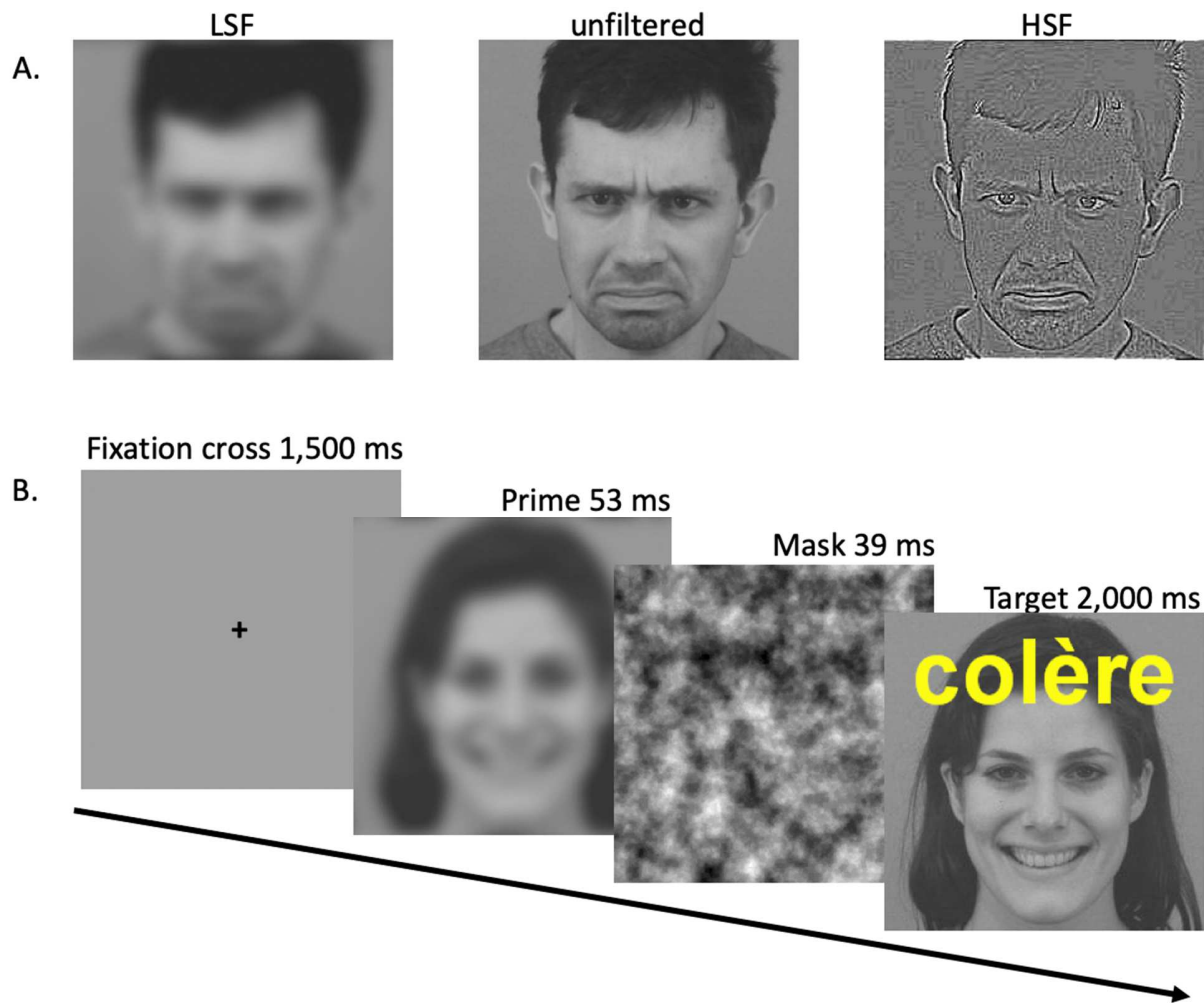 LSF
unfiltered
HSF
A.
Fixation cross 1,500 ms
B.
Prime 53 ms
Mask 39 ms
Target 2,000 ms
+
colère